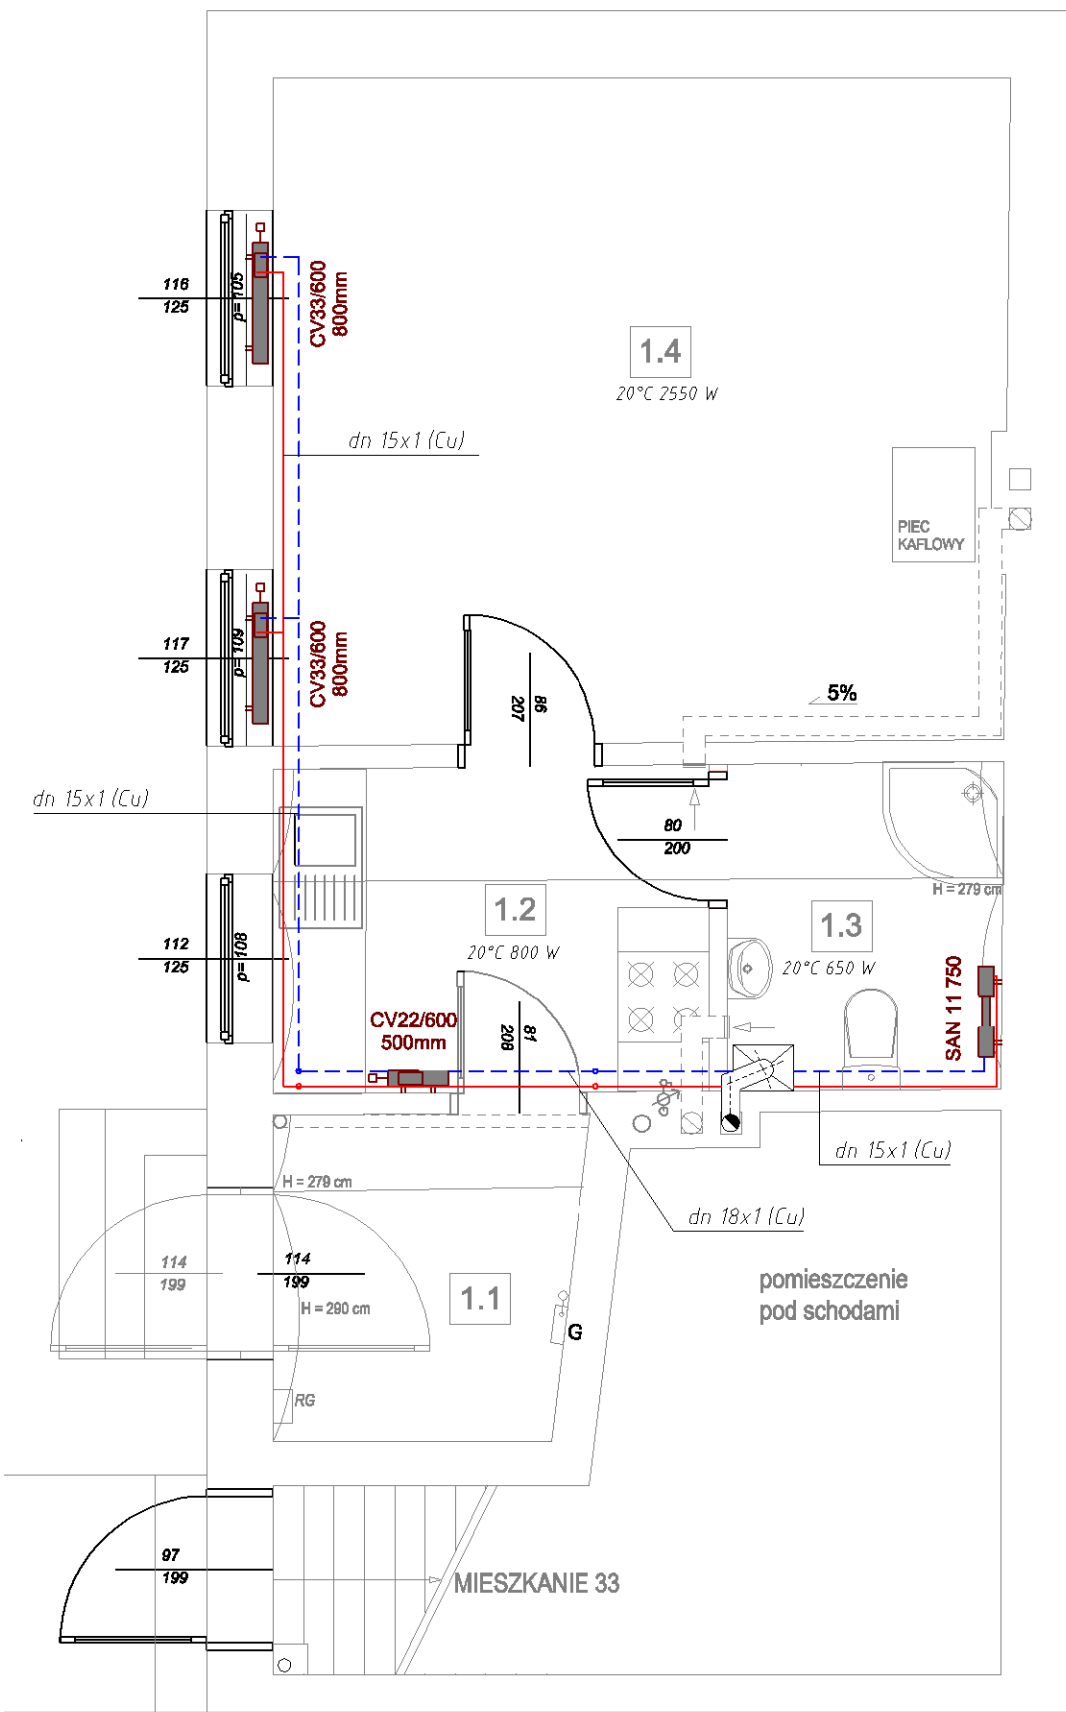 116
125
p=105
CV33/600
800mm
1.4
20°C 2550 W
dn 15x1 (Cu)
PIEC
KAFLOWY
117
125
p=109
CV33/600
800mm
86
207
5%
dn 15x1 (Cu)
80
200
H = 279 cm
1.2
20°C 800 W
1.3
20°C 650 W
112
125
p=108
SAN 11 750
CV22/600
500mm
81
208
dn 15x1 (Cu)
H = 279 cm
dn 18x1 (Cu)
114
199
114
199
H = 290 cm
1.1
G
pomieszczenie
pod schodami
RG
97
199
MIESZKANIE 33